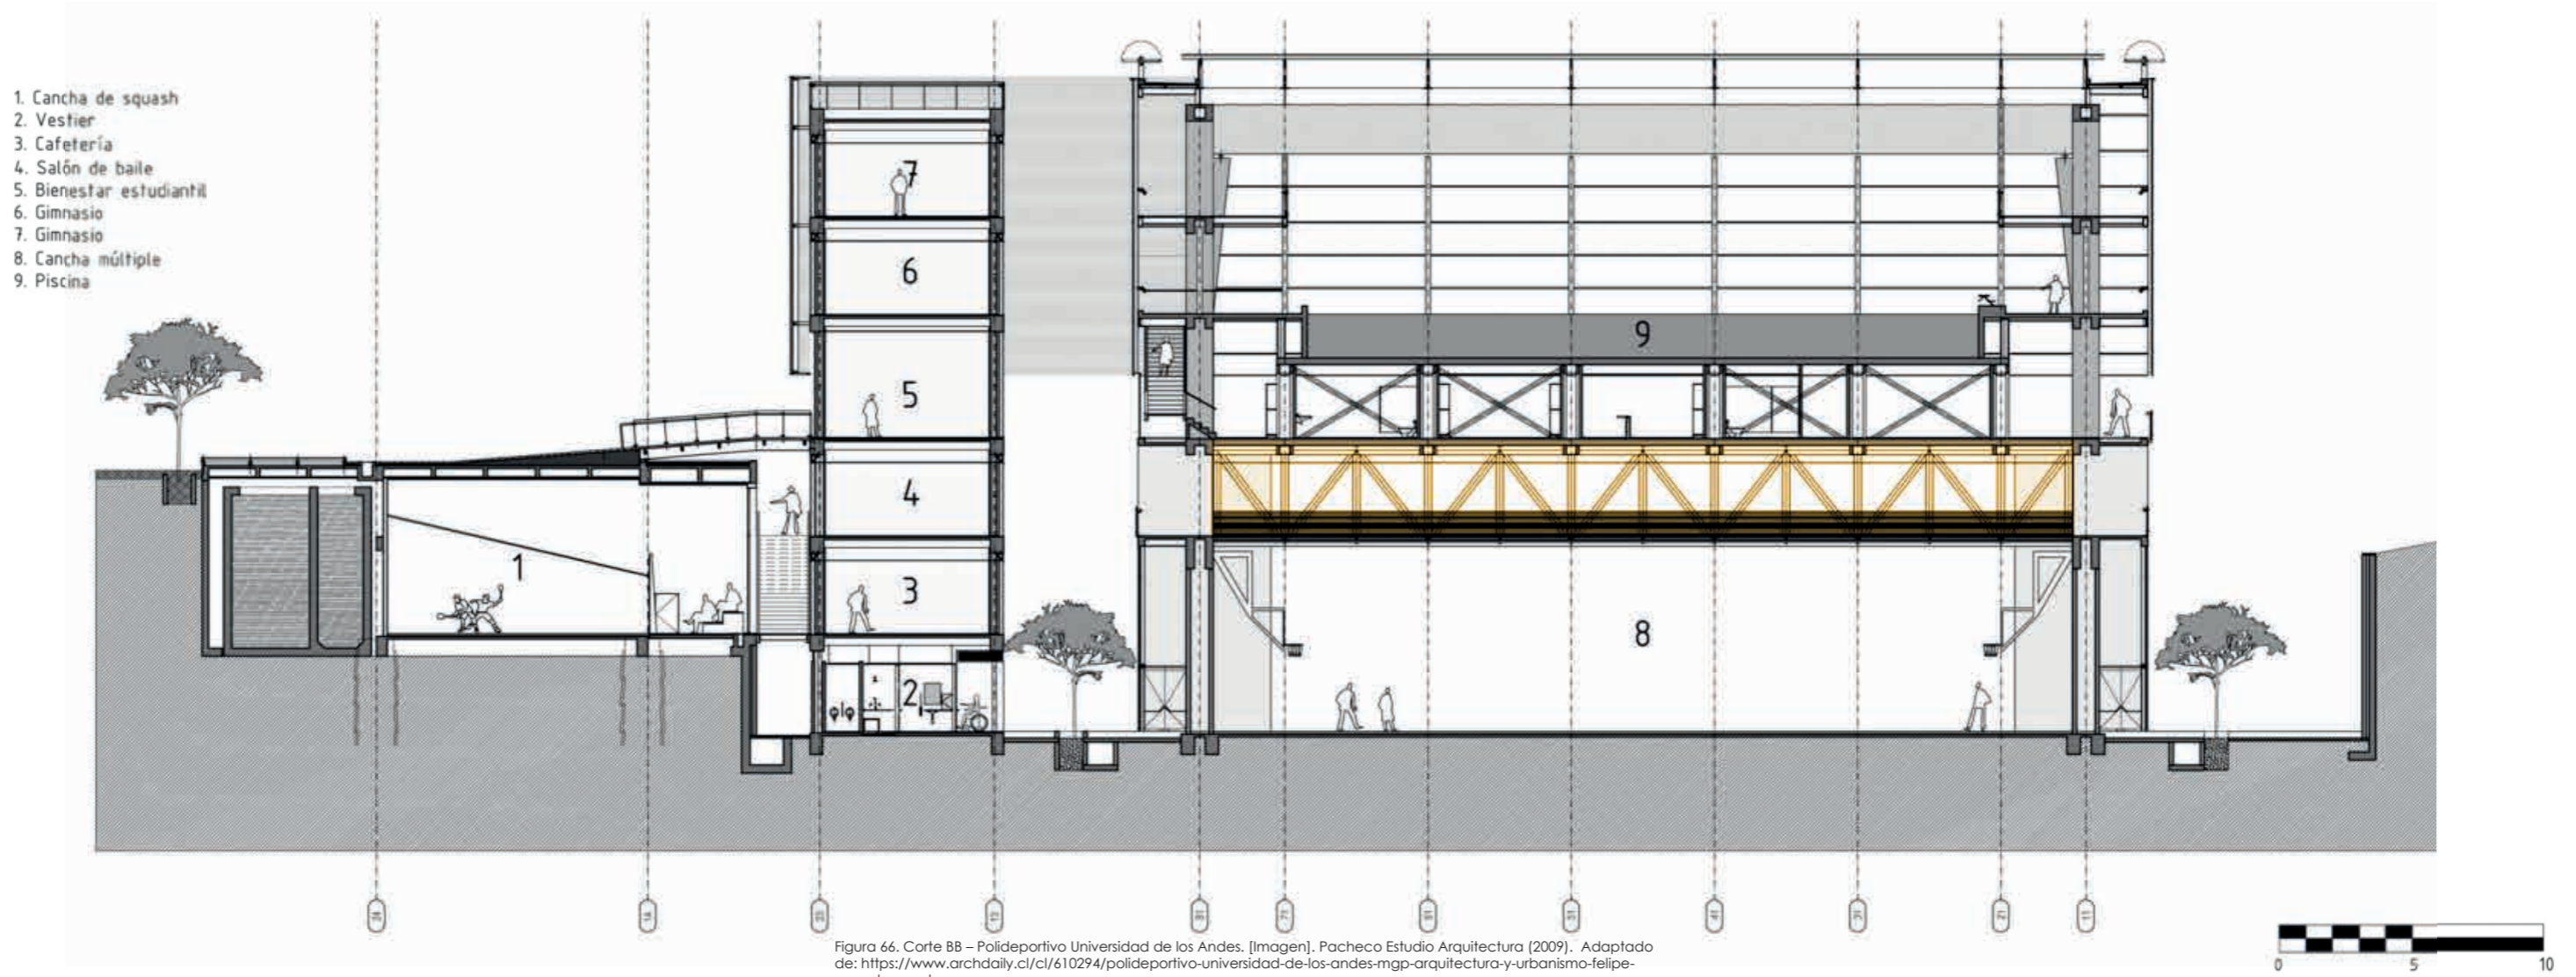 1. Cancha de squash
2. Vestier
3. Cafetería
4. Salón de baile
5. Bienestar estudiantil
6. Gimnasio
7. Gimnasio
8. Cancha múltiple
9. Piscina
7
6
9
5
4
1
3
8
2
Figura 66. Corte BB – Polideportivo Universidad de los Andes. [Imagen]. Pacheco Estudio Arquitectura (2009). Adaptado
de: https://www.archdaily.cl/cl/610294/polideportivo-universidad-de-los-andes-mgp-arquitectura-y-urbanismo-felipe-
0 5 10